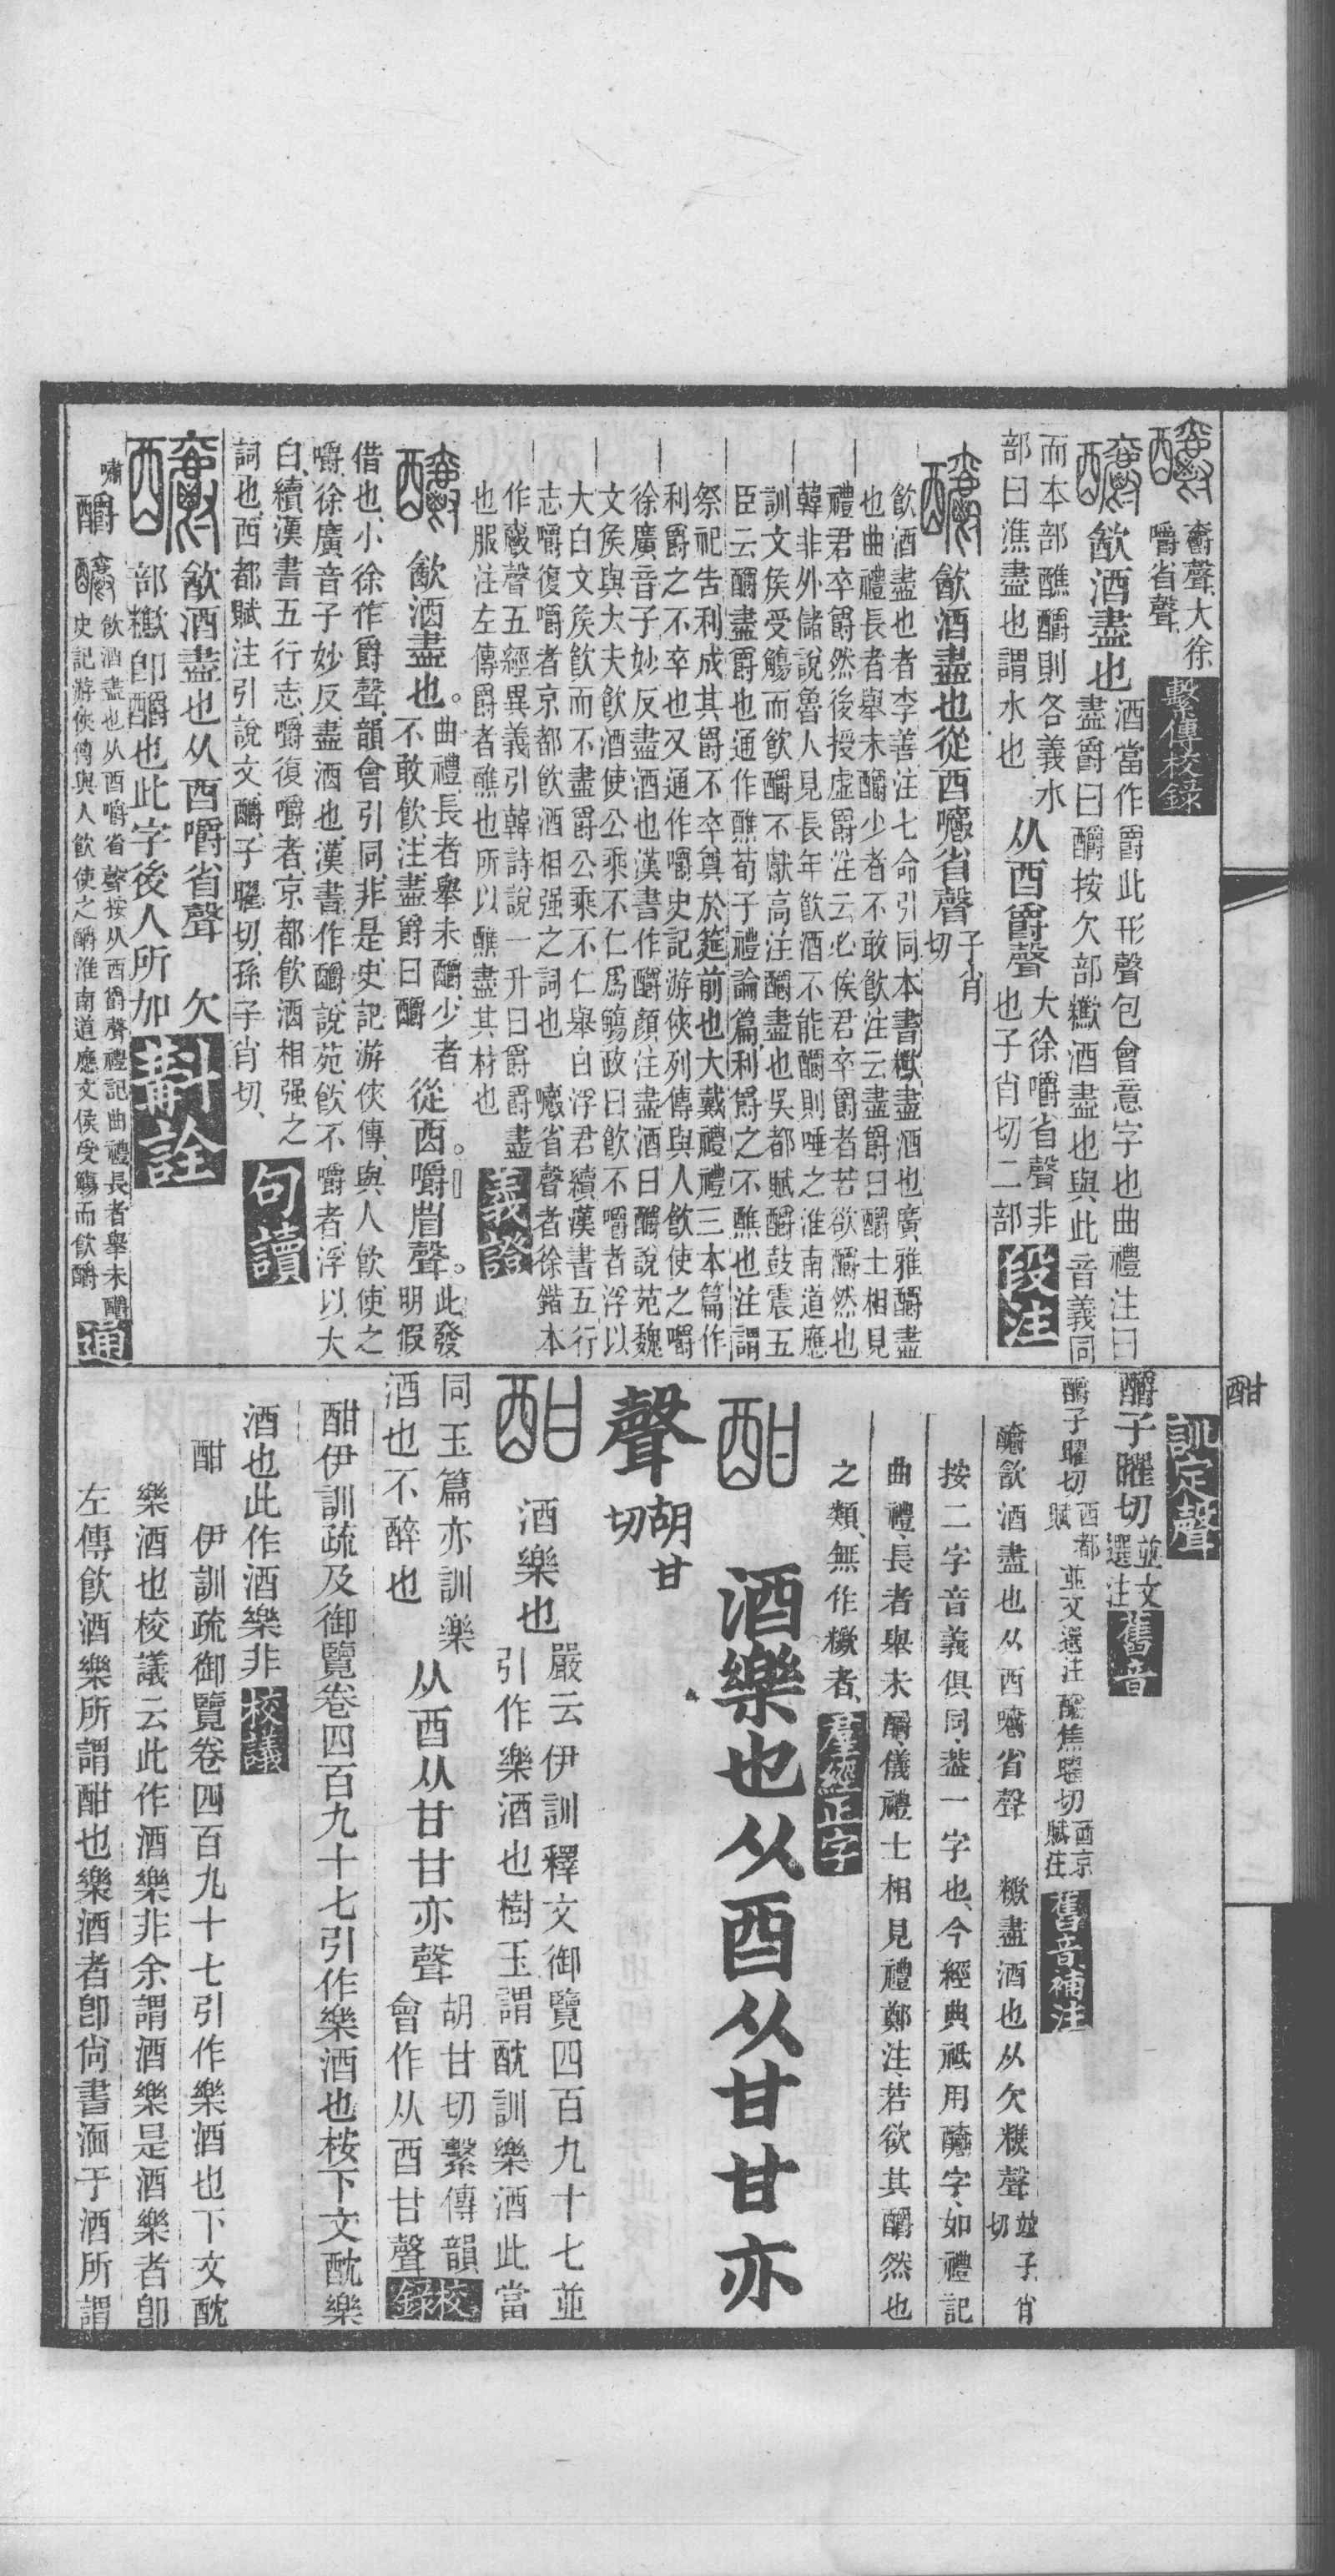 嚼省聲
𤕨聲大徐
繫傳校錄
釂
㱃酒盡也
酒當作爵此形聲包會意字也曲禮注曰
盡爵曰釂按欠部𣤶酒盡也與此音義同
而本部醮釂則各義水
部曰潐盡也謂水也
从酉爵聲
大徐嚼省聲非
也子肖切二部
段注
釂
㱃酒盡也從酉嚼省聲
子肖
切
飲酒盡也者李善注七命引同本書𣤶盡酒也廣雅釂盡
也曲禮長者舉未釂少者不敢飲注云盡爵曰釂士相見
禮君卒爵然後授虛爵注云必俟君卒爵者若欲釂然也
韓非外儲說魯人見長年飲酒不能釂則唾之淮南道應
訓文侯受觴而飲釂不獻高注釂盡也吳都賦釂鼓震五
臣云釂盡爵也通作醮荀子禮論篇利爵之不醮也注謂
祭祀告利成其爵不卒奠於筵前也大戴禮禮三本篇作
利爵之不卒也又通作嚼史記游俠列傳與人飲使之嚼
徐廣音子妙反盡酒也漢書作釂顏注盡酒曰釂說苑魏
文侯與大夫飲酒使公乘不仁爲觴政曰飲不嚼者浮以
大白文侯飲而不盡爵公乘不仁舉白浮君續漢書五行
志嚼復嚼者京都飲酒相强之詞也　嚼省聲者徐鍇本
作爵聲五經異義引韓詩說一升曰爵爵盡
也服注左傳爵者醮也所以醮盡其材也
義證
釂
㱃酒盡也。
曲禮長者舉未釂少者
不敢飲注盡爵曰釂
從酉嚼省聲。
此發明假
借也小徐作爵聲韻會引同非是史記游俠傳與人飲使之
嚼徐廣音子妙反盡酒也漢書作釂說苑飲不嚼者浮以大
白續漢書五行志嚼復嚼者京都飲酒相强之
詞也西都賦注引說文釂子曜切孫子肖切
句讀
釂
㱃酒盡也从酉嚼省聲　欠
部𣤶卽釂也此字後人所加
斠詮
嘯
釂
飲酒盡也从酉嚼省聲按从酉爵聲禮記曲禮長者舉未釂
史記游俠傳與人飲使之釂淮南道應文侯受觴而飲釂
通
訓定聲
釂子曜切
並文
選注
舊音
釂子曜切
西都
賦
並文選注
醮焦曜切
西京
賦注
舊音補注
釂㱃酒盡也从酉嚼省聲　𣤶盡酒也从欠糕聲
並子肖
切
按二字音義俱同蓋一字也今經典祗用釂字如禮記
曲禮長者舉未釂儀禮士相見禮鄭注若欲其釂然也
之類無作𣤶者
羣經正字
酣　酒樂也从酉从甘甘亦
聲
胡甘
切
酣　酒樂也
嚴云伊訓釋文御覽四百九十七並
引作樂酒也樹玉謂酖訓樂酒此當
同玉篇亦訓樂
酒也不醉也
从酉从甘甘亦聲
胡甘切繫傳韻
會作从酉甘聲
校錄
酣伊訓疏及御覽卷四百九十七引作樂酒也桉下文酖樂
酒也此作酒樂非
校議
酣　伊訓疏御覽卷四百九十七引作樂酒也下文酖
樂酒也校議云此作酒樂非余謂酒樂是酒樂者卽
左傳飮酒樂所謂酣也樂酒者卽尙書湎于酒所謂
酣